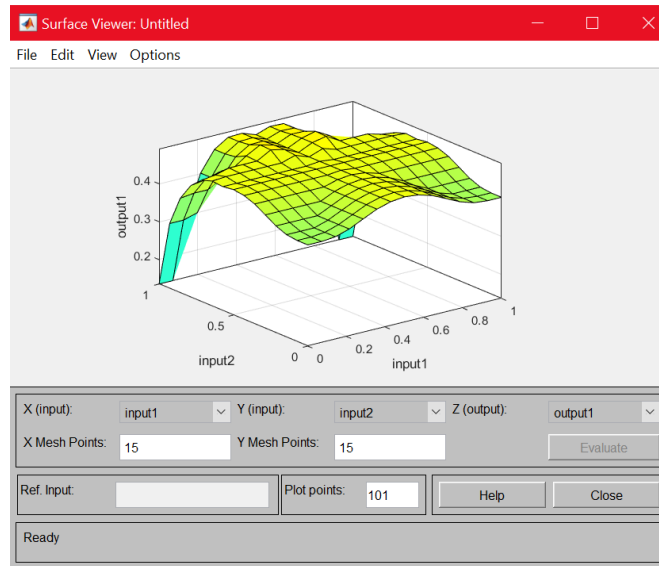 Surface Viewer: Untitled
File Edit View Options
output1
0.4
0.3
0.2
1
0.5
0
input2
0
0.2
0.4
0.6
0.8
1
input1
X (input): input1 Y (input): input2 Z (output): output1
X Mesh Points: 15 Y Mesh Points: 15 Evaluate
Ref. Input: Plot points: 101 Help Close
Ready